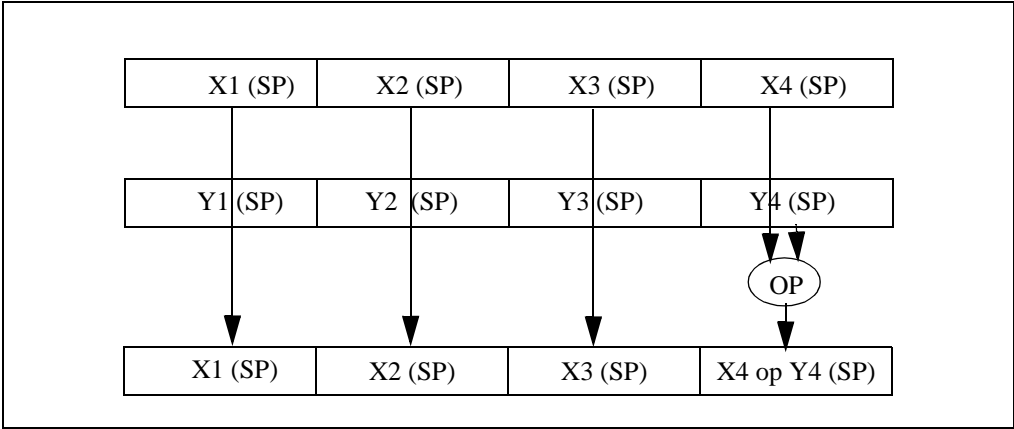 X1 (SP) X2 (SP) X3 (SP) X4 (SP)
Y1 (SP) Y2 (SP) Y3 (SP) Y4 (SP)
OP
X1 (SP) X2 (SP) X3 (SP) X4 op Y4 (SP)